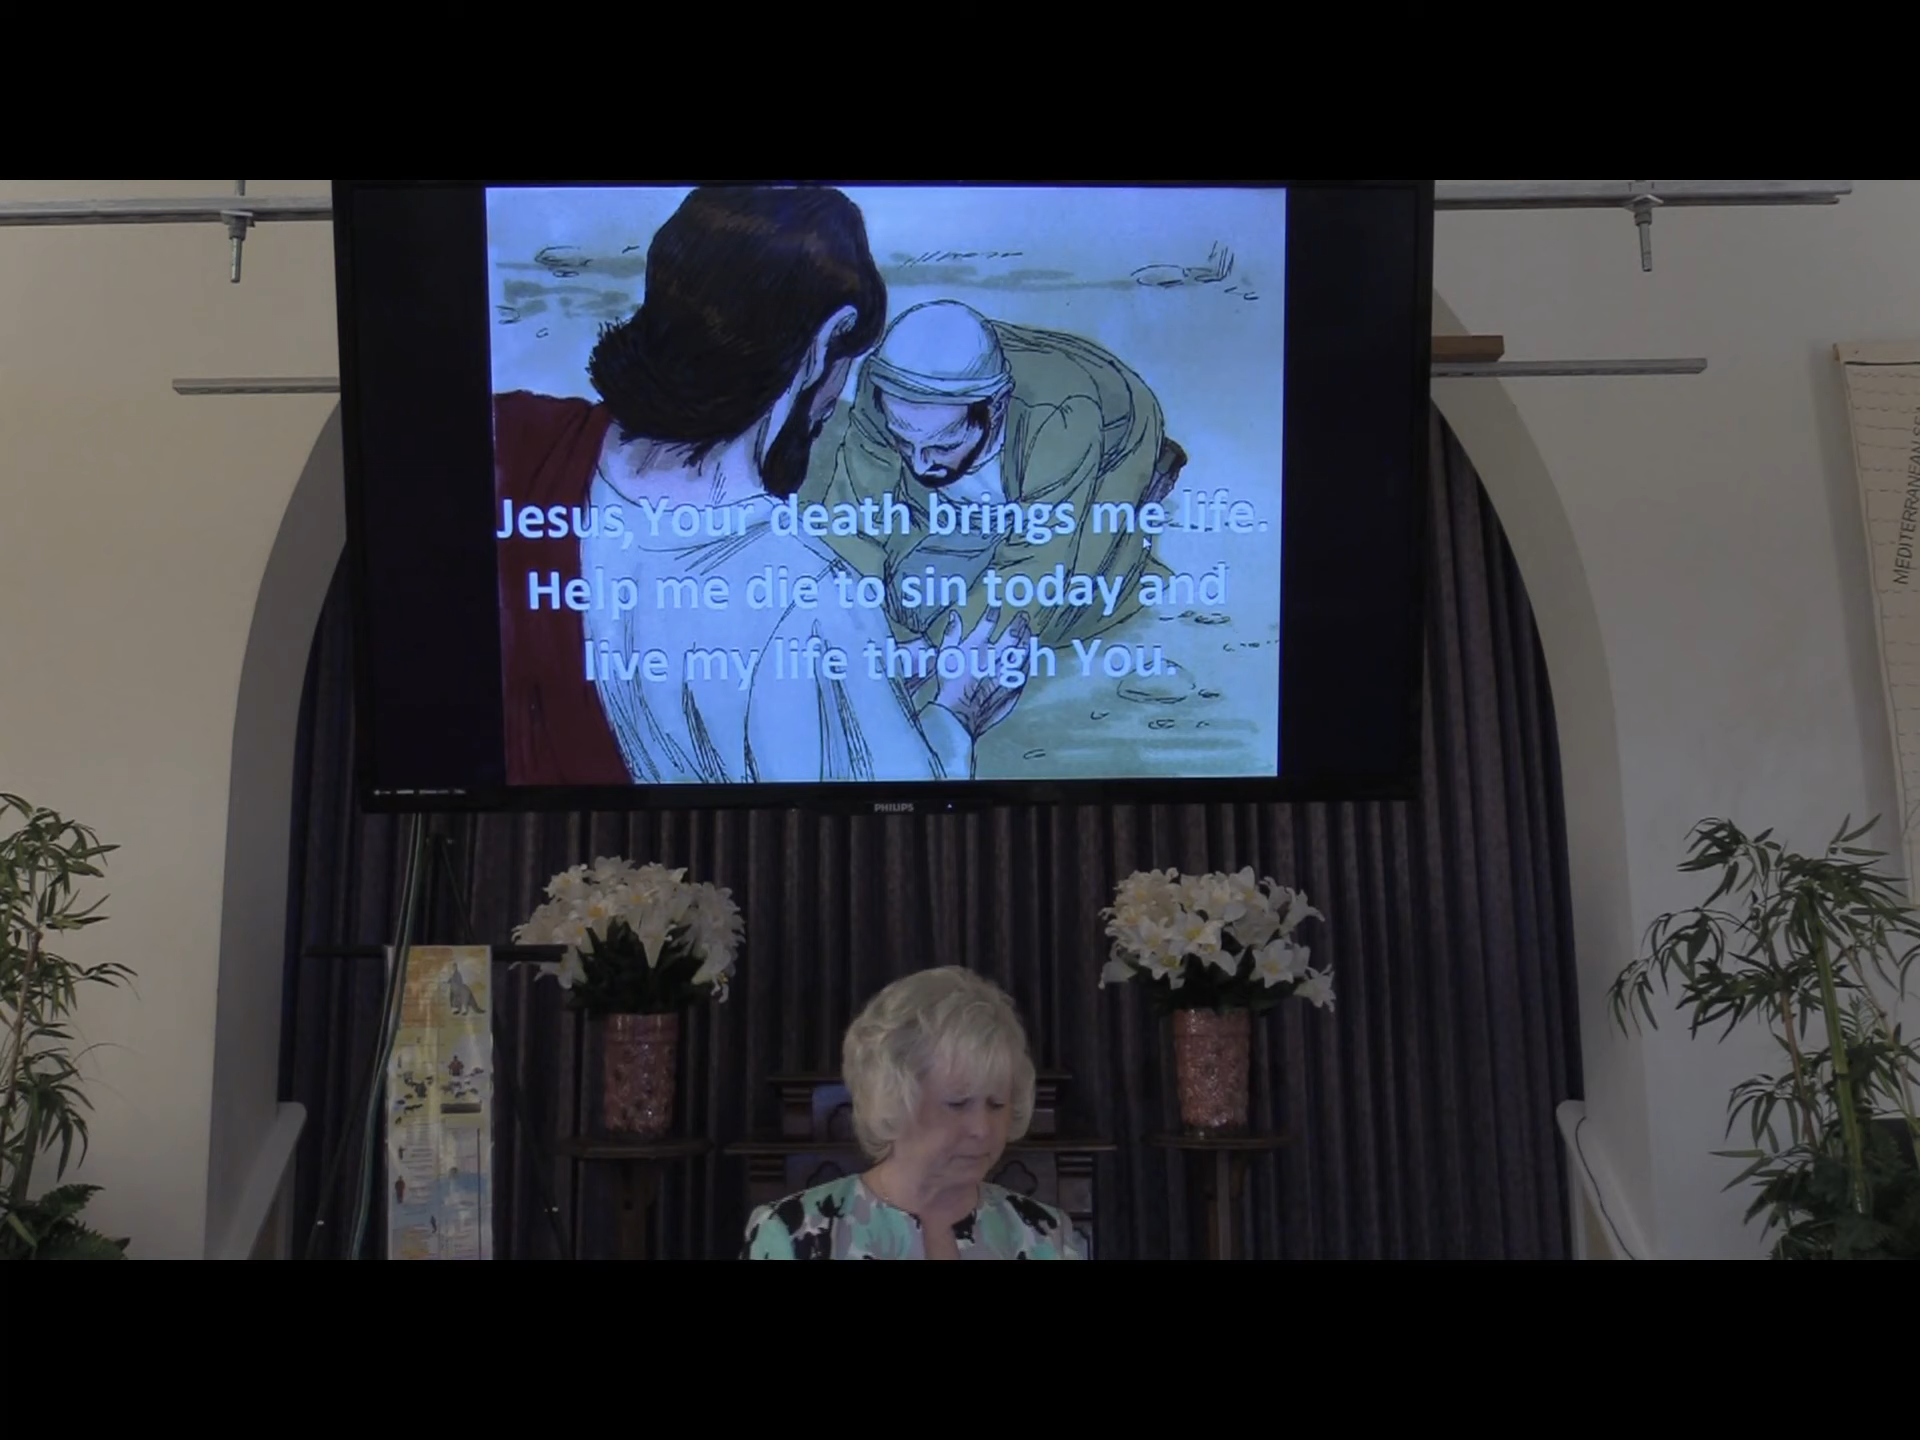 Jesus, Your death brings me life.
Help me die to sin today and
live my life through You.
PHILIPS